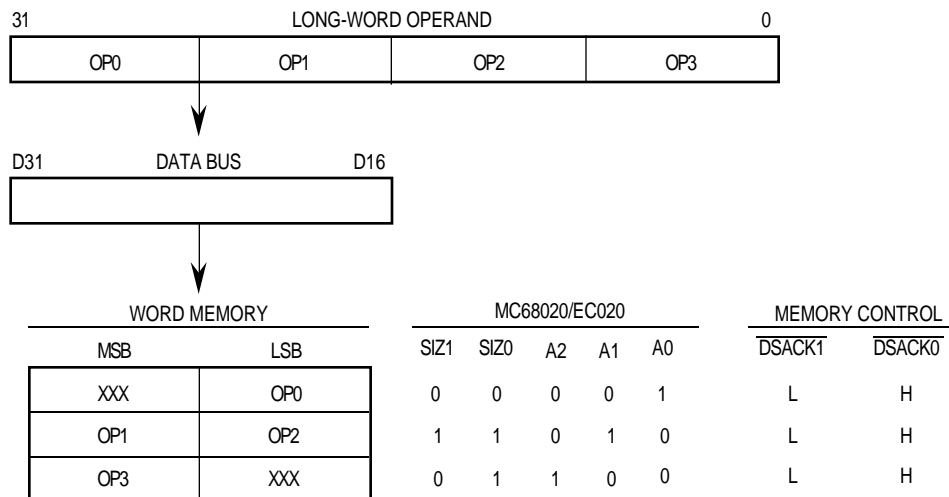 31 LONG-WORD OPERAND 0
OP0 OP1 OP2 OP3
D31 DATA BUS D16
WORD MEMORY MC68020/EC020 MEMORY CONTROL
MSB LSB SIZ1 SIZ0 A2 A1 A0 DSACK1 DSACK0
XXX OP0 0 0 0 0 1 L H
OP1 OP2 1 1 0 1 0 L H
OP3 XXX 0 1 1 0 0 L H